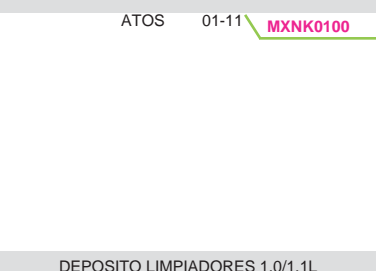 ATOS 01-11 MXNK0100
DEPOSITO LIMPIADORES 1.0/1.1L